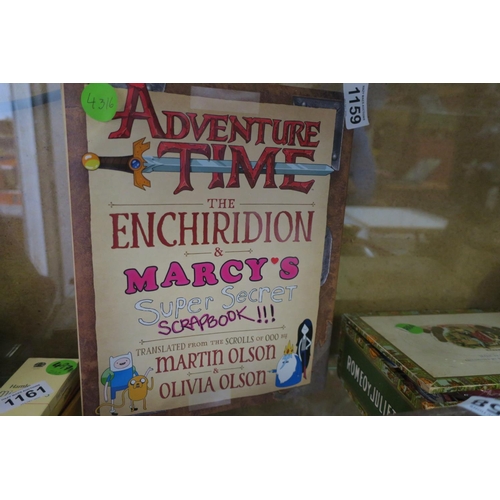 4316
1159
ADVENTURE
TIME
THE
ENCHIRIDION
&
MARCY'S
Super Secret
SCRAPBOOK!!!
TRANSLATED FROM THE SCROLLS OF OOO BY
MARTIN OLSON
&
OLIVIA OLSON
1161
ROMEO Y JULIET